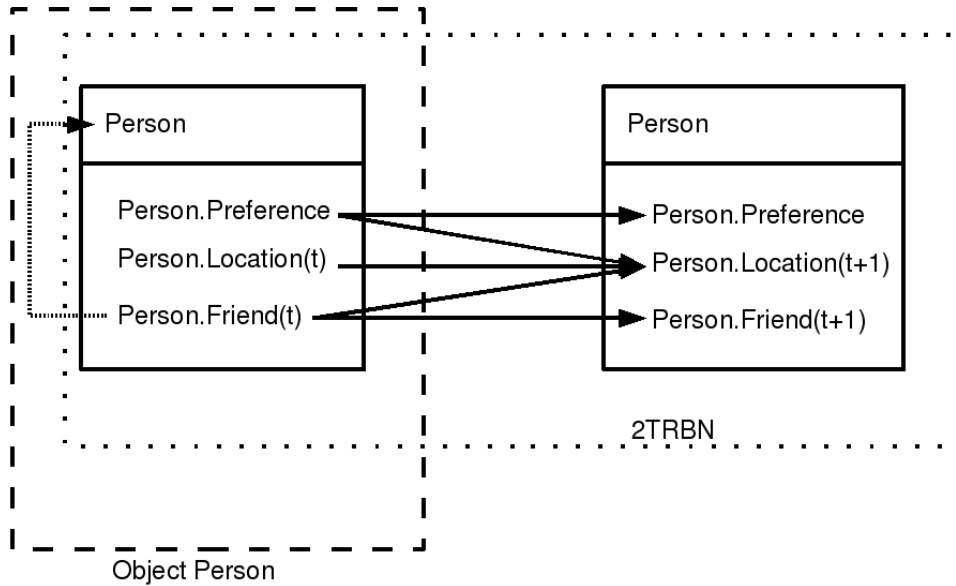 Person
Person.Preference
Person.Location(t)
Person.Friend(t)
Person
Person.Preference
Person.Location(t+1)
Person.Friend(t+1)
2TRBN
Object Person